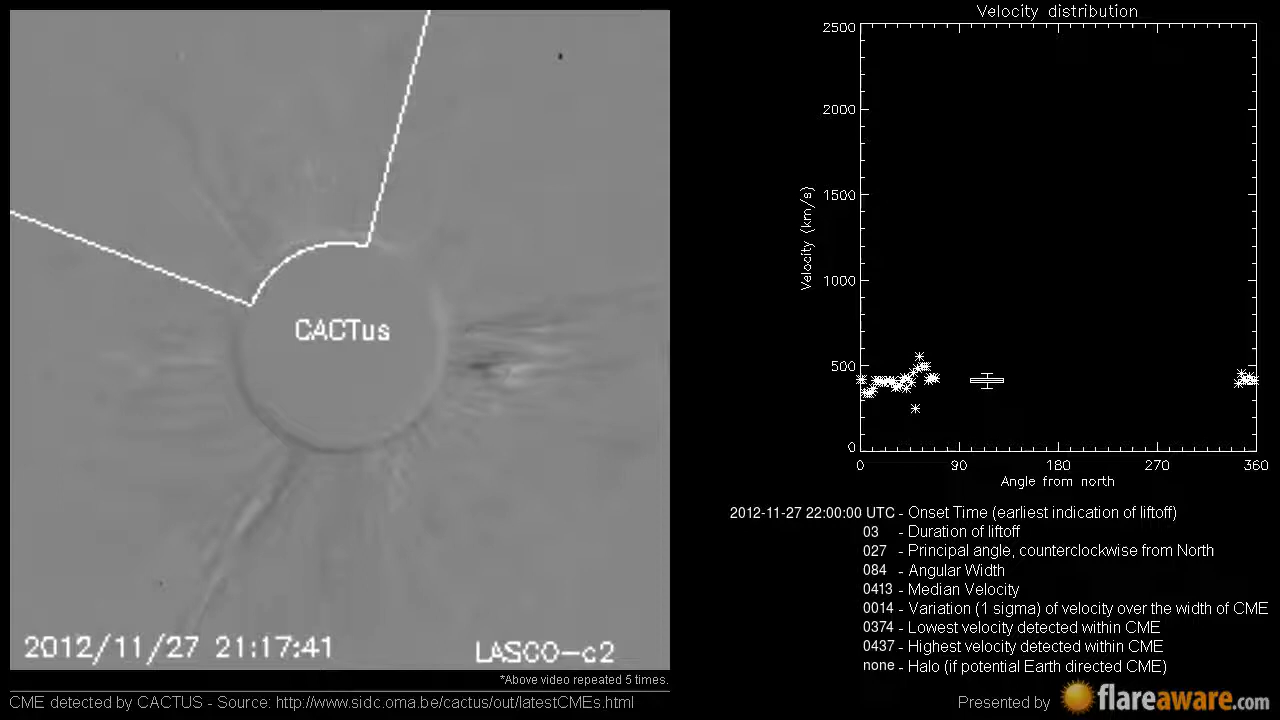 CACTus
2012/11/27 21:17:41
LASCO-c2
*Above video repeated 5 times.
CME detected by CACTUS - Source: http://www.sidc.oma.be/cactus/out/latestCMEs.html
Velocity distribution
2500
2000
1500
1000
500
0
Velocity (km/s)
0 90 180 270 360
Angle from north
2012-11-27 22:00:00 UTC - Onset Time (earliest indication of liftoff)
03 - Duration of liftoff
027 - Principal angle, counterclockwise from North
084 - Angular Width
0413 - Median Velocity
0014 - Variation (1 sigma) of velocity over the width of CME
0374 - Lowest velocity detected within CME
0437 - Highest velocity detected within CME
none - Halo (if potential Earth directed CME)
Presented by flareaware.com